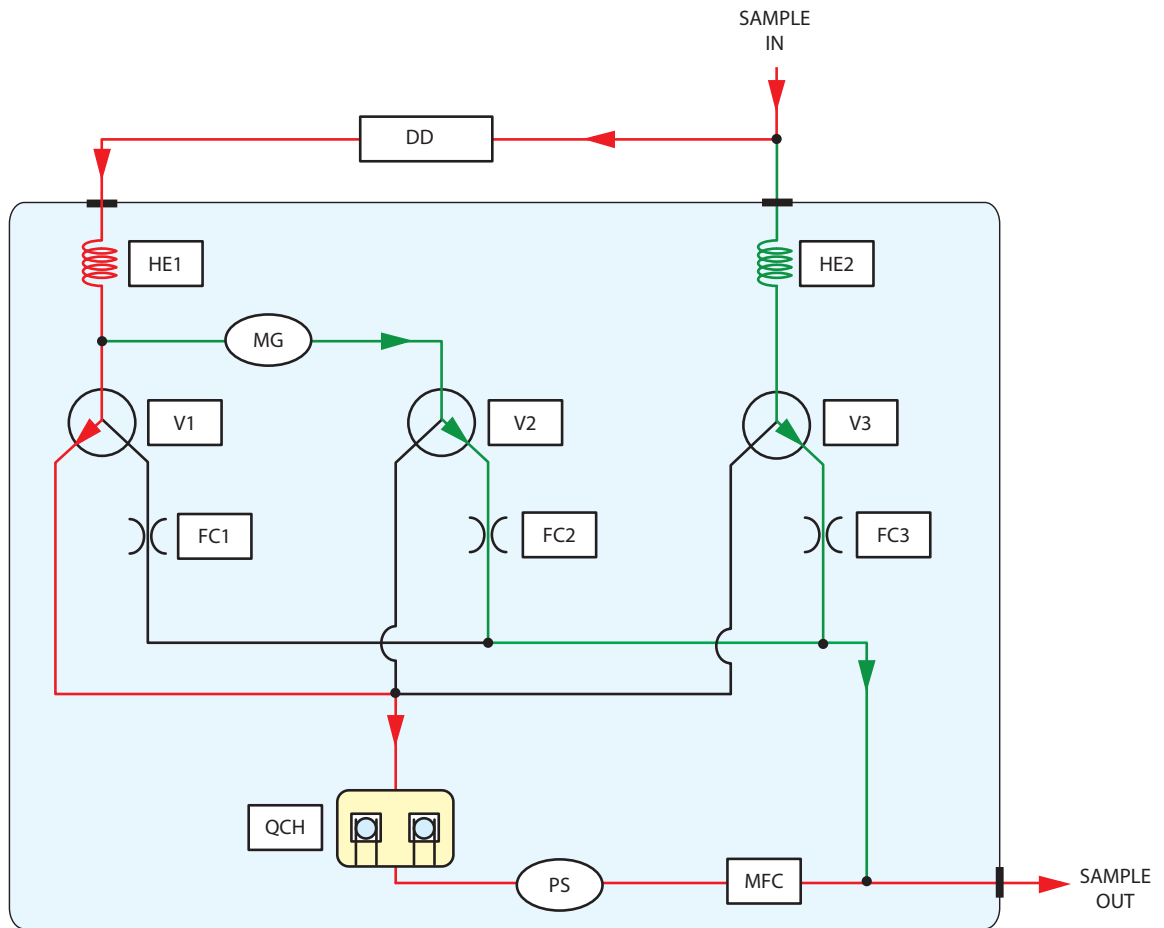 SAMPLE
IN
DD
HE1
HE2
MG
V1
V2
V3
FC1
FC2
FC3
QCH
PS
MFC
SAMPLE
OUT